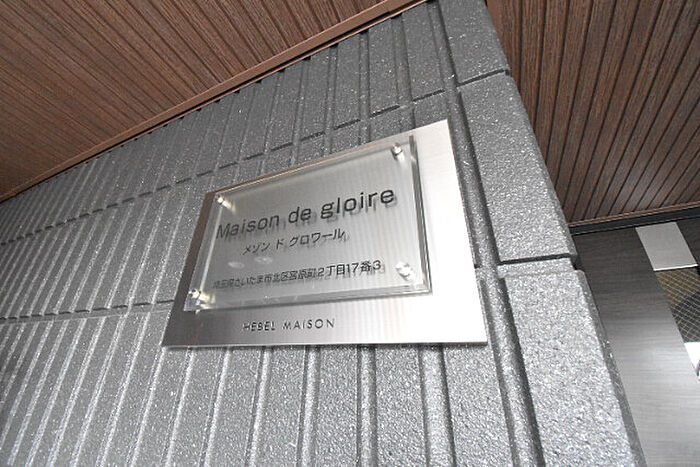 Maison de gloire
メゾン ド グロワール
埼玉県さいたま市北区宮原町2丁目17番3
HEBEL MAISON